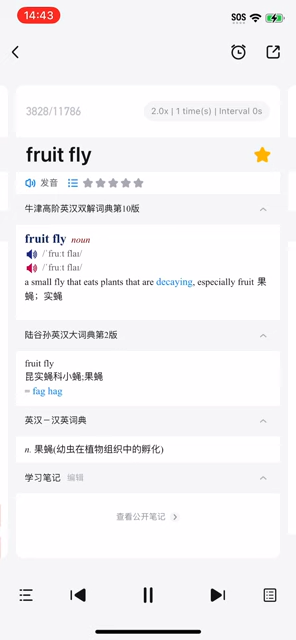 14:43
SOS
3828/11786
2.0x | 1 time(s) | Interval 0s
fruit fly
发音
牛津高阶英汉双解词典第10版
fruit fly noun
/ˈfruːt flaɪ/
/ˈfruːt flaɪ/
a small fly that eats plants that are decaying, especially fruit 果
蝇；实蝇
陆谷孙英汉大词典第2版
fruit fly
昆实蝇科小蝇;果蝇
= fag hag
英汉－汉英词典
n. 果蝇(幼虫在植物组织中的孵化)
学习笔记 编辑
查看公开笔记